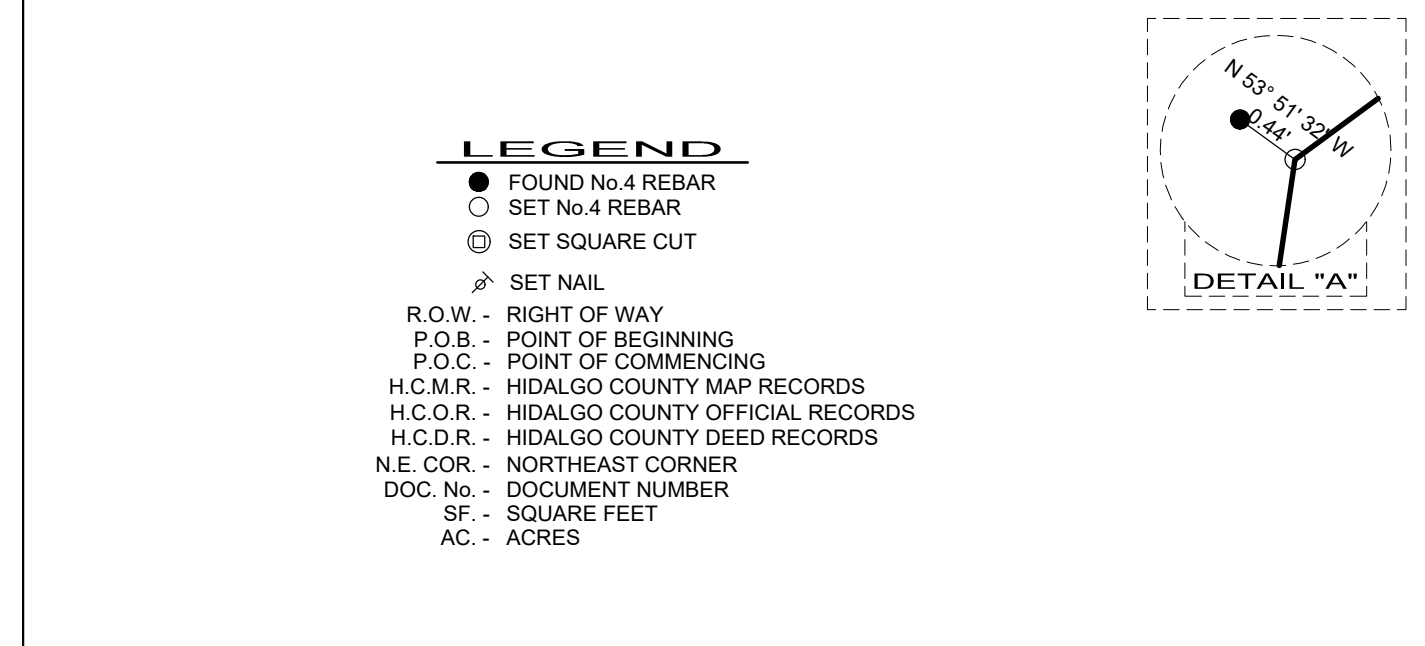 LEGEND
FOUND No.4 REBAR
SET No.4 REBAR
SET SQUARE CUT
SET NAIL
R.O.W. - RIGHT OF WAY
P.O.B. - POINT OF BEGINNING
P.O.C. - POINT OF COMMENCING
H.C.M.R. - HIDALGO COUNTY MAP RECORDS
H.C.O.R. - HIDALGO COUNTY OFFICIAL RECORDS
H.C.D.R. - HIDALGO COUNTY DEED RECORDS
N.E. COR. - NORTHEAST CORNER
DOC. No. - DOCUMENT NUMBER
SF. - SQUARE FEET
AC. - ACRES
N 53° 51' 32" W
0.44'
DETAIL "A"